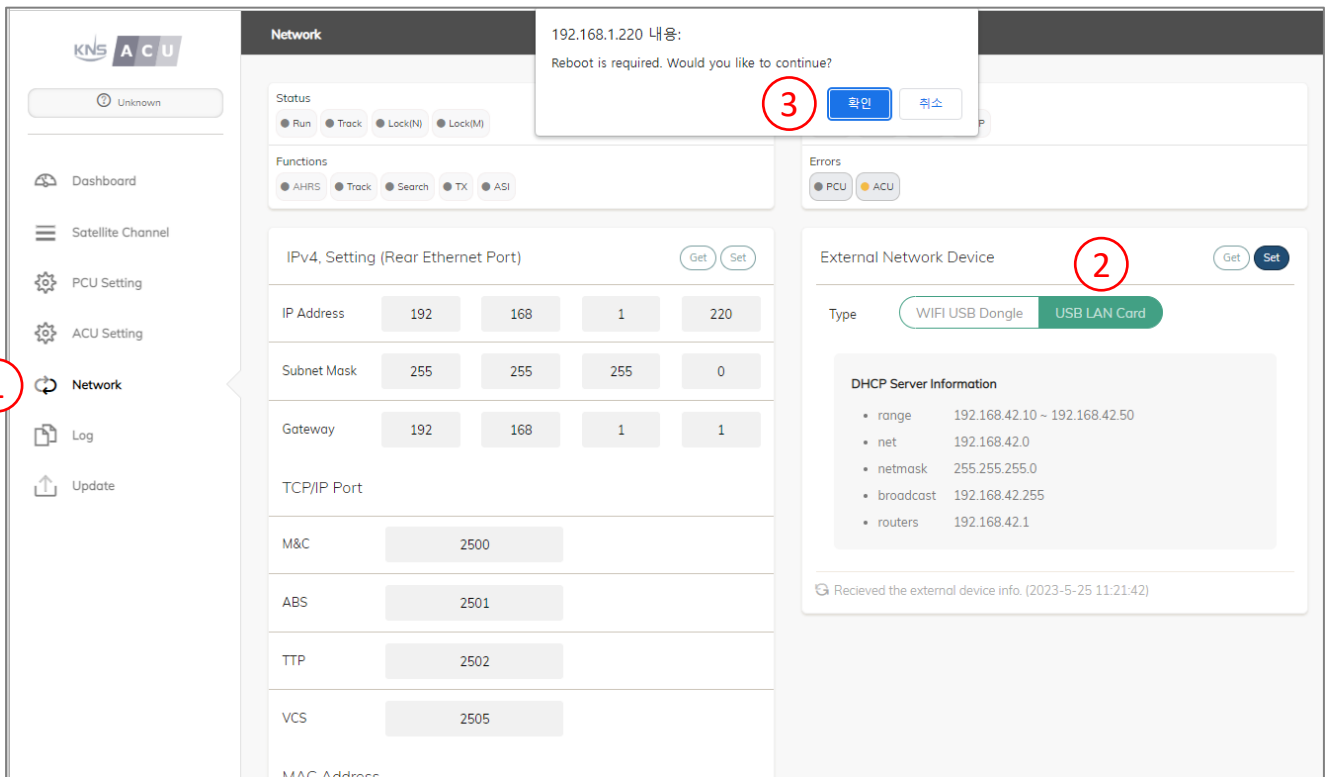 KNS ACU
Unknown
Dashboard
Satellite Channel
PCU Setting
ACU Setting
Network
Log
Update
Network
192.168.1.220 내용:
Reboot is required. Would you like to continue?
3
확인 취소
Status
Run Track Lock(N) Lock(M)
P
Functions
AHRS Track Search TX ASI
Errors
PCU ACU
IPv4, Setting (Rear Ethernet Port) Get Set
IP Address 192 168 1 220
Subnet Mask 255 255 255 0
Gateway 192 168 1 1
TCP/IP Port
M&C 2500
ABS 2501
TTP 2502
VCS 2505
MAC Address
External Network Device 2 Get Set
Type WIFI USB Dongle USB LAN Card
DHCP Server Information
• range 192.168.42.10 ~ 192.168.42.50
• net 192.168.42.0
• netmask 255.255.255.0
• broadcast 192.168.42.255
• routers 192.168.42.1
Recieved the external device info. (2023-5-25 11:21:42)